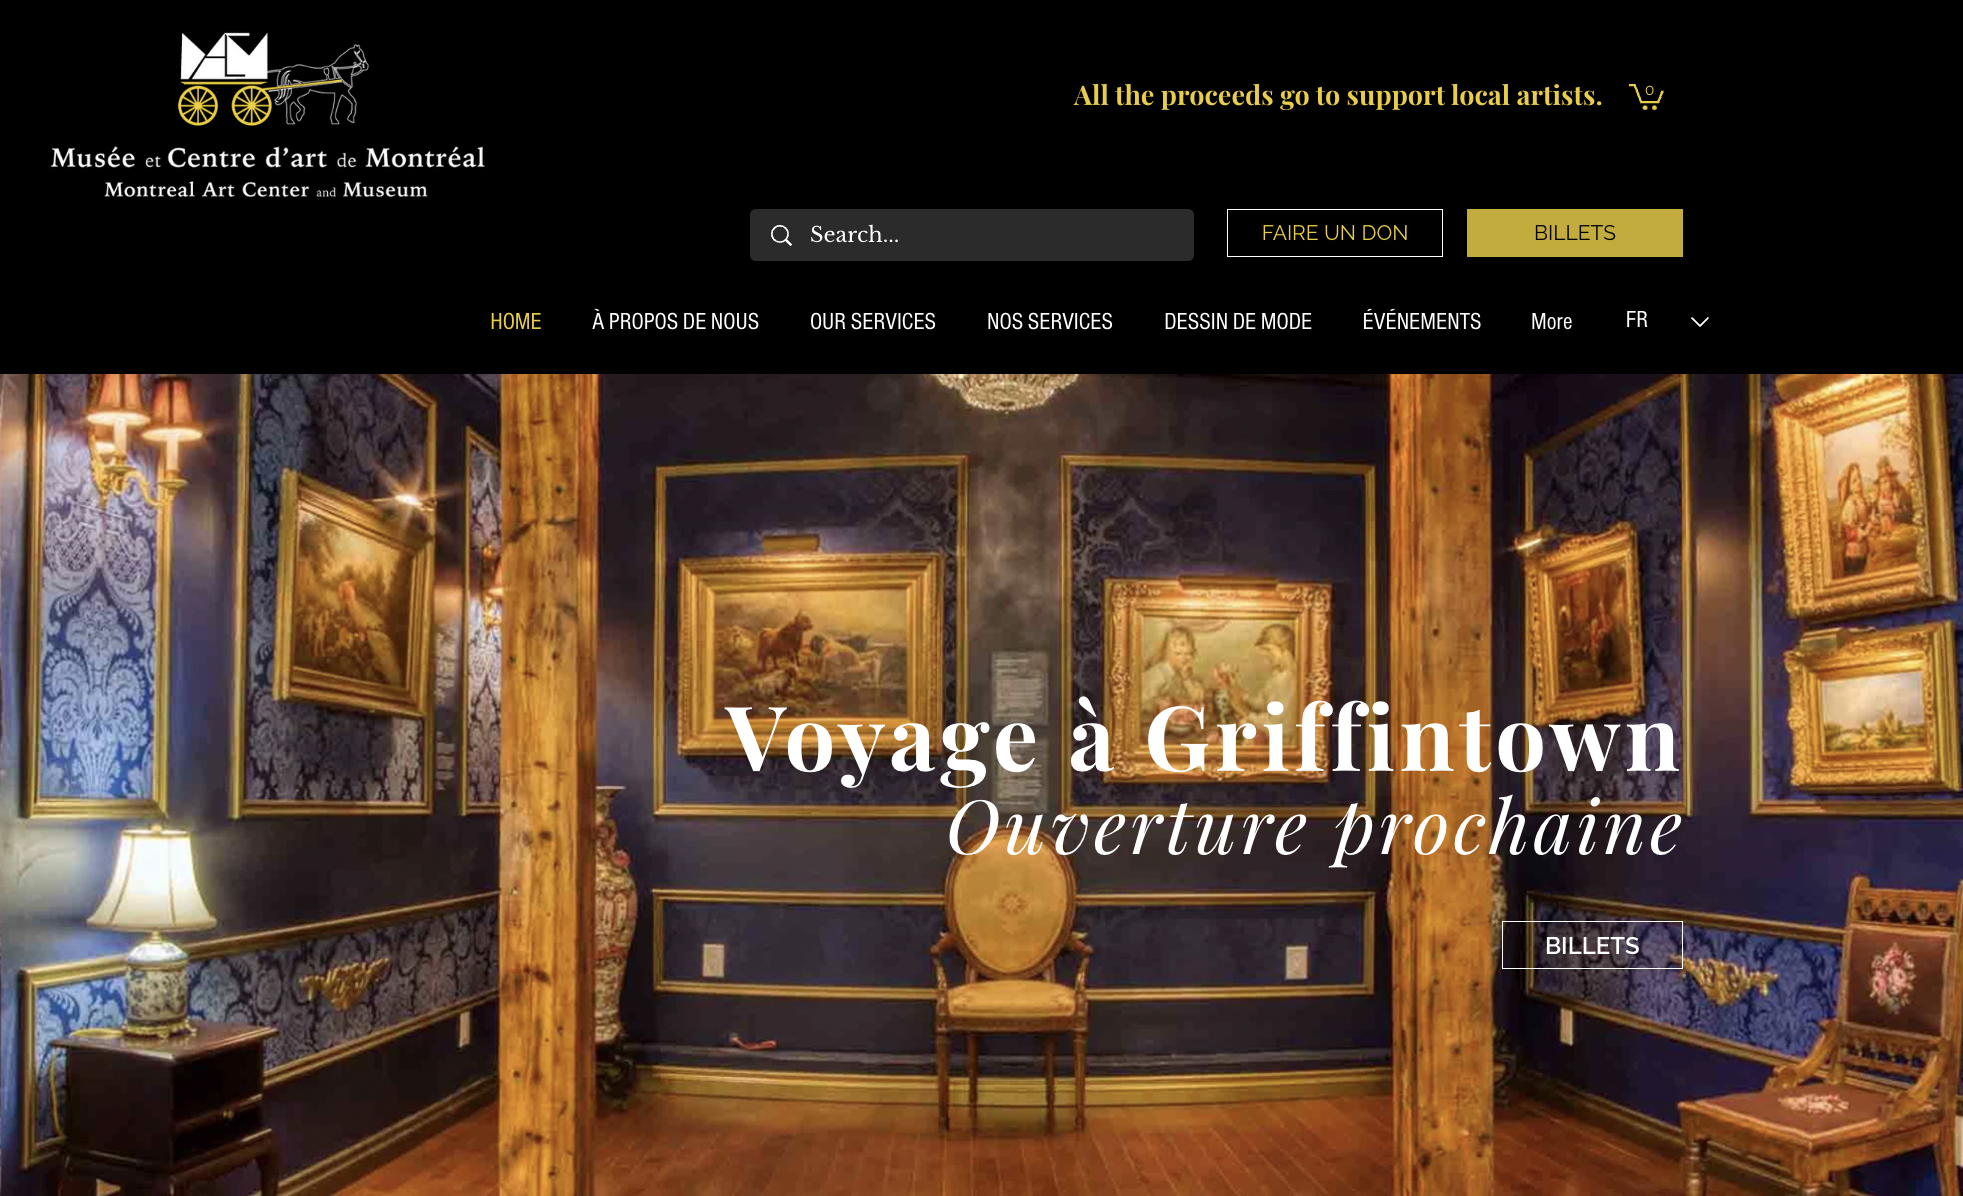 Musée et Centre d'art de Montréal
Montreal Art Center and Museum
All the proceeds go to support local artists.
0
Search...
FAIRE UN DON
BILLETS
HOME
À PROPOS DE NOUS
OUR SERVICES
NOS SERVICES
DESSIN DE MODE
ÉVÉNEMENTS
More
FR
Voyage à Griffintown
Ouverture prochaine
BILLETS